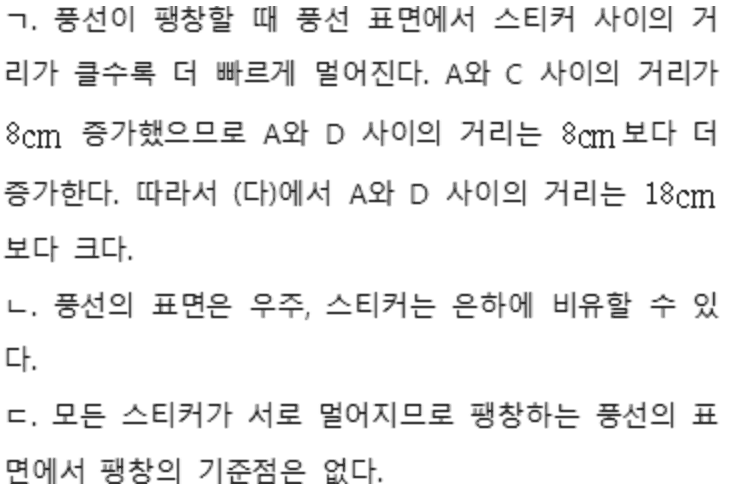 ㄱ. 풍선이 팽창할 때 풍선 표면에서 스티커 사이의 거
리가 클수록 더 빠르게 멀어진다. A와 C 사이의 거리가
8cm 증가했으므로 A와 D 사이의 거리는 8cm보다 더
증가한다. 따라서 (다)에서 A와 D 사이의 거리는 18cm
보다 크다.
ㄴ. 풍선의 표면은 우주, 스티커는 은하에 비유할 수 있
다.
ㄷ. 모든 스티커가 서로 멀어지므로 팽창하는 풍선의 표
면에서 팽창의 기준점은 없다.